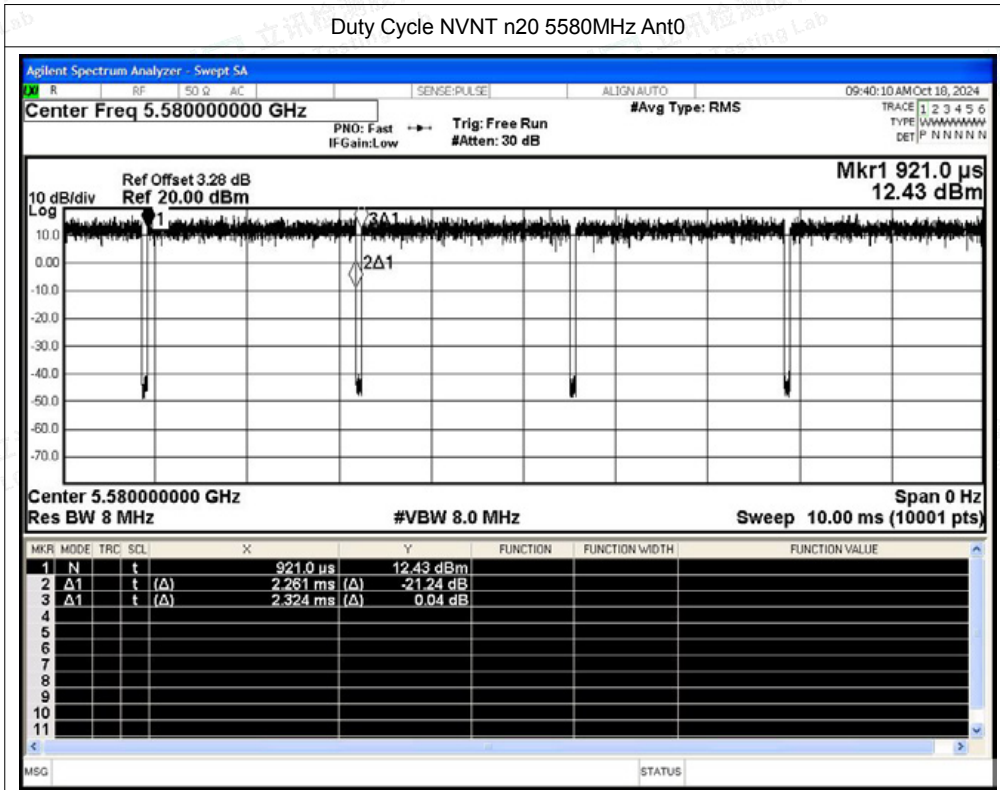 Duty Cycle NVNT n20 5580MHz Ant0
Agilent Spectrum Analyzer - Swept SA
R RF 50 Ω AC SENSE:PULSE ALIGN AUTO 09:40:10 AM Oct 18, 2024
Center Freq 5.580000000 GHz #Avg Type: RMS TRACE 1 2 3 4 5 6
PNO: Fast Trig: Free Run TYPE WWWWWW
IFGain:Low #Atten: 30 dB DET P N N N N N
Mkr1 921.0 µs
Ref Offset 3.28 dB
10 dB/div Ref 20.00 dBm 12.43 dBm
Log
1 3Δ1
10.0
0.00 2Δ1
-10.0
-20.0
-30.0
-40.0
-50.0
-60.0
-70.0
Center 5.580000000 GHz Span 0 Hz
Res BW 8 MHz #VBW 8.0 MHz Sweep 10.00 ms (10001 pts)
MKR MODE TRC SCL X Y FUNCTION FUNCTION WIDTH FUNCTION VALUE
1 N t 921.0 µs 12.43 dBm
2 Δ1 t (Δ) 2.261 ms (Δ) -21.24 dB
3 Δ1 t (Δ) 2.324 ms (Δ) 0.04 dB
4
5
6
7
8
9
10
11
MSG STATUS